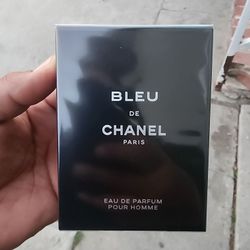 BLEU
DE
CHANEL
PARIS
EAU DE PARFUM
POUR HOMME